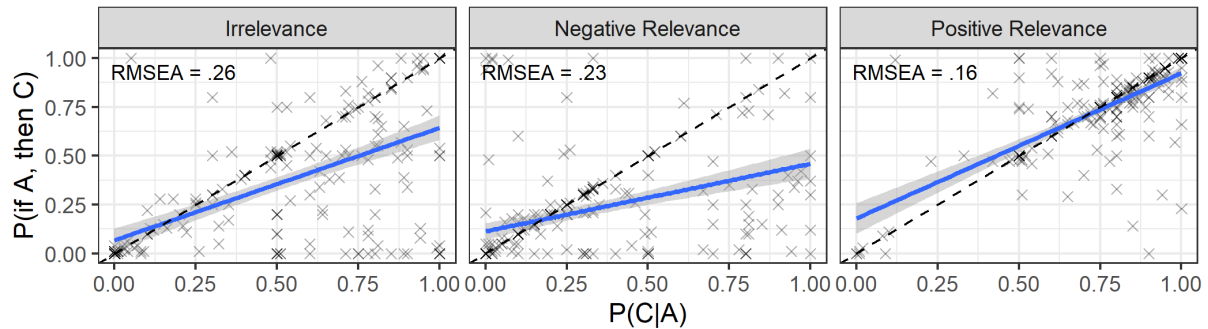 Irrelevance
Negative Relevance
Positive Relevance
P(if A, then C)
1.00
0.75
0.50
0.25
0.00
RMSEA = .26
RMSEA = .23
RMSEA = .16
0.00 0.25 0.50 0.75 1.00
0.00 0.25 0.50 0.75 1.00
0.00 0.25 0.50 0.75 1.00
P(C|A)